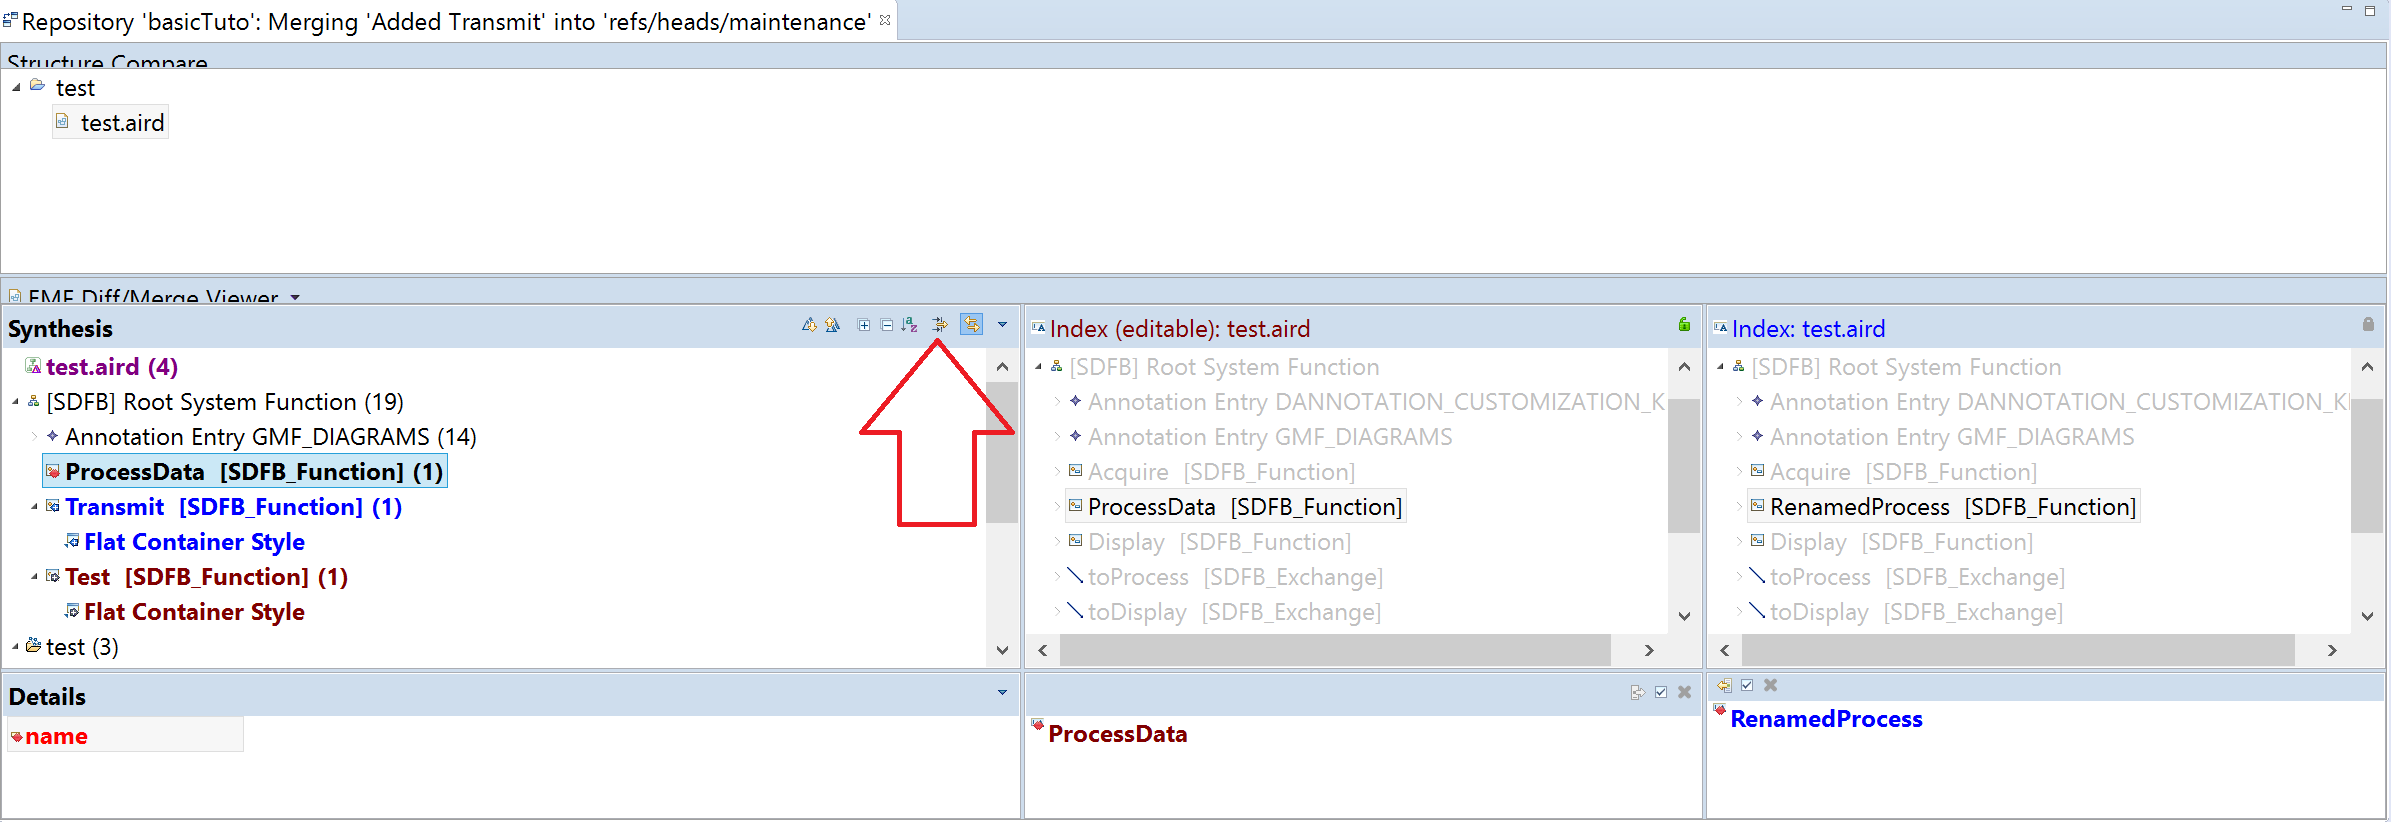 Repository 'basicTuto': Merging 'Added Transmit' into 'refs/heads/maintenance'
Structure Compare
test
test.aird
EMF Diff/Merge Viewer
Synthesis
test.aird (4)
[SDFB] Root System Function (19)
Annotation Entry GMF_DIAGRAMS (14)
ProcessData [SDFB_Function] (1)
Transmit [SDFB_Function] (1)
Flat Container Style
Test [SDFB_Function] (1)
Flat Container Style
test (3)
Index (editable): test.aird
[SDFB] Root System Function
Annotation Entry DANNOTATION_CUSTOMIZATION_K
Annotation Entry GMF_DIAGRAMS
Acquire [SDFB_Function]
ProcessData [SDFB_Function]
Display [SDFB_Function]
toProcess [SDFB_Exchange]
toDisplay [SDFB_Exchange]
Index: test.aird
[SDFB] Root System Function
Annotation Entry DANNOTATION_CUSTOMIZATION_KI
Annotation Entry GMF_DIAGRAMS
Acquire [SDFB_Function]
RenamedProcess [SDFB_Function]
Display [SDFB_Function]
toProcess [SDFB_Exchange]
toDisplay [SDFB_Exchange]
Details
name
ProcessData
RenamedProcess